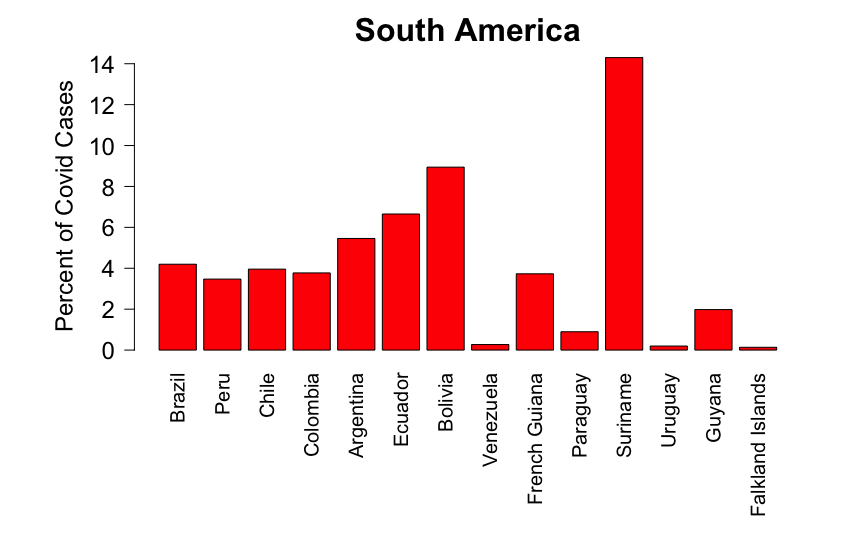 South America
Percent of Covid Cases
14
12
10
8
6
4
2
0
Brazil
Peru
Chile
Colombia
Argentina
Ecuador
Bolivia
Venezuela
French Guiana
Paraguay
Suriname
Uruguay
Guyana
Falkland Islands